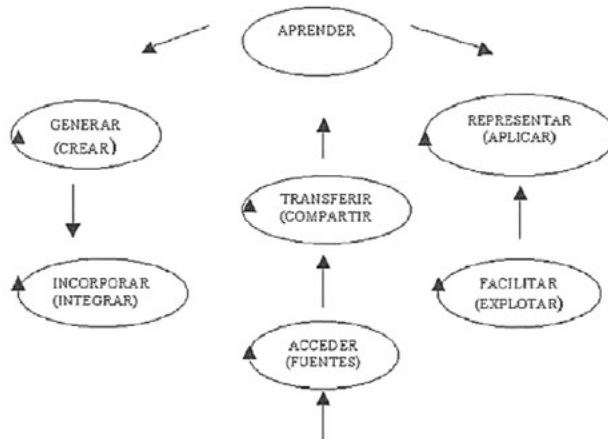 APRENDER
GENERAR
(CREAR)
REPRESENTAR
(APLICAR)
TRANSFERIR
(COMPARTIR
INCORPORAR
(INTEGRAR)
FACILITAR
(EXPLOTAR)
ACCEDER
(FUENTES)